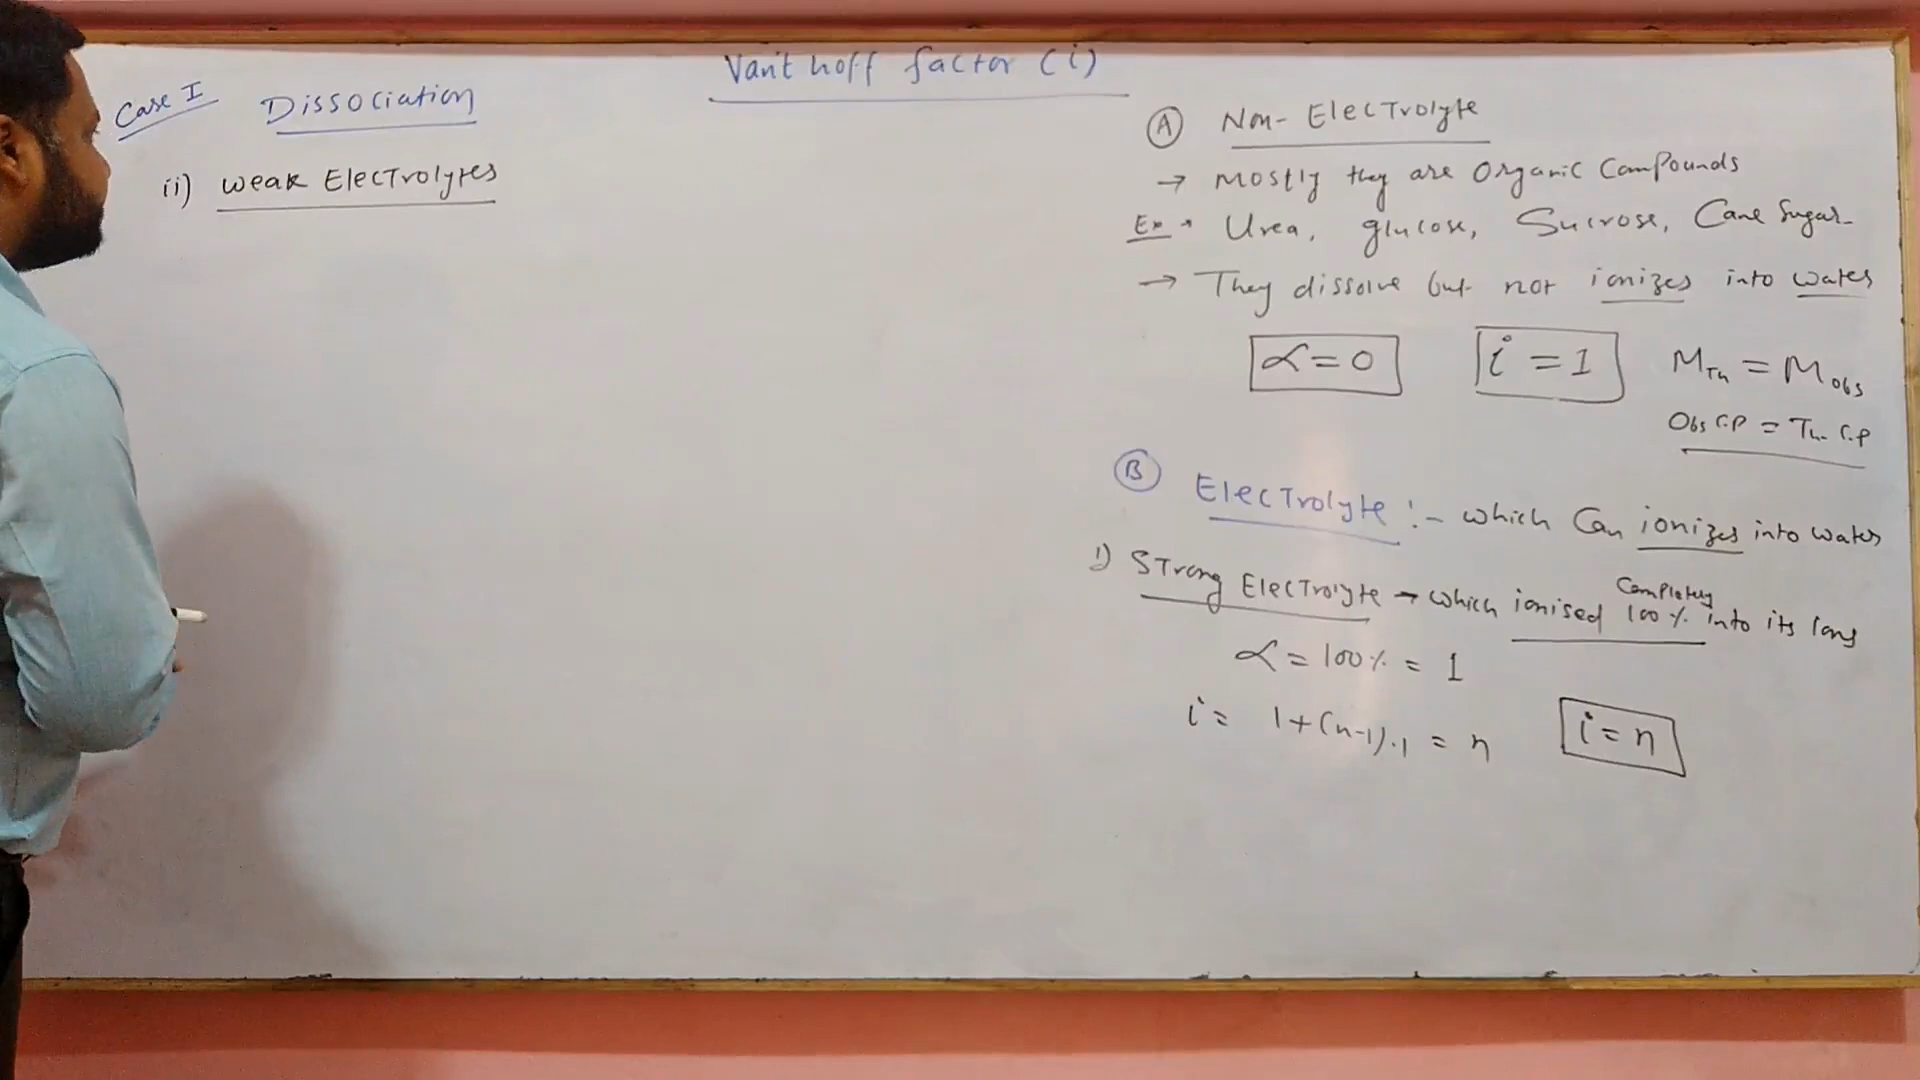 Vant hoff factor (i)
Case I Dissociation
ii) Weak Electrolytes
A Non-Electrolyte
→ Mostly they are Organic Compounds
Ex. Urea, glucose, Sucrose, Cane Sugar
→ They dissolve but not ionizes into water
α = 0 i = 1 M_Th = M_Obs
Obs C.P = Th. C.P
B Electrolyte :- which Can ionizes into water
1) Strong Electrolyte → which ionised completely 100% into its Ions
α = 100% = 1
i = 1+(n-1).1 = n i = n